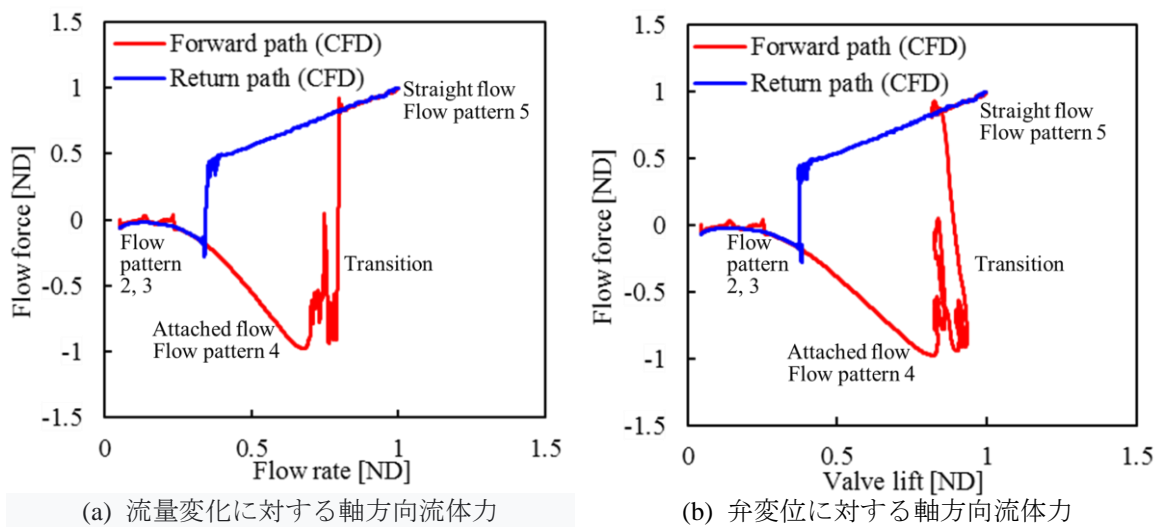 1.5
1
0.5
0
-0.5
-1
-1.5
Flow force [ND]
Forward path (CFD)
Return path (CFD)
Straight flow
Flow pattern 5
Flow
pattern
2, 3
Transition
Attached flow
Flow pattern 4
0
0.5
1
1.5
Flow rate [ND]
(a) 流量変化に対する軸方向流体力
1.5
1
0.5
0
-0.5
-1
-1.5
Flow force [ND]
Forward path (CFD)
Return path (CFD)
Straight flow
Flow pattern 5
Flow
pattern
2, 3
Transition
Attached flow
Flow pattern 4
0
0.5
1
1.5
Valve lift [ND]
(b) 弁変位に対する軸方向流体力